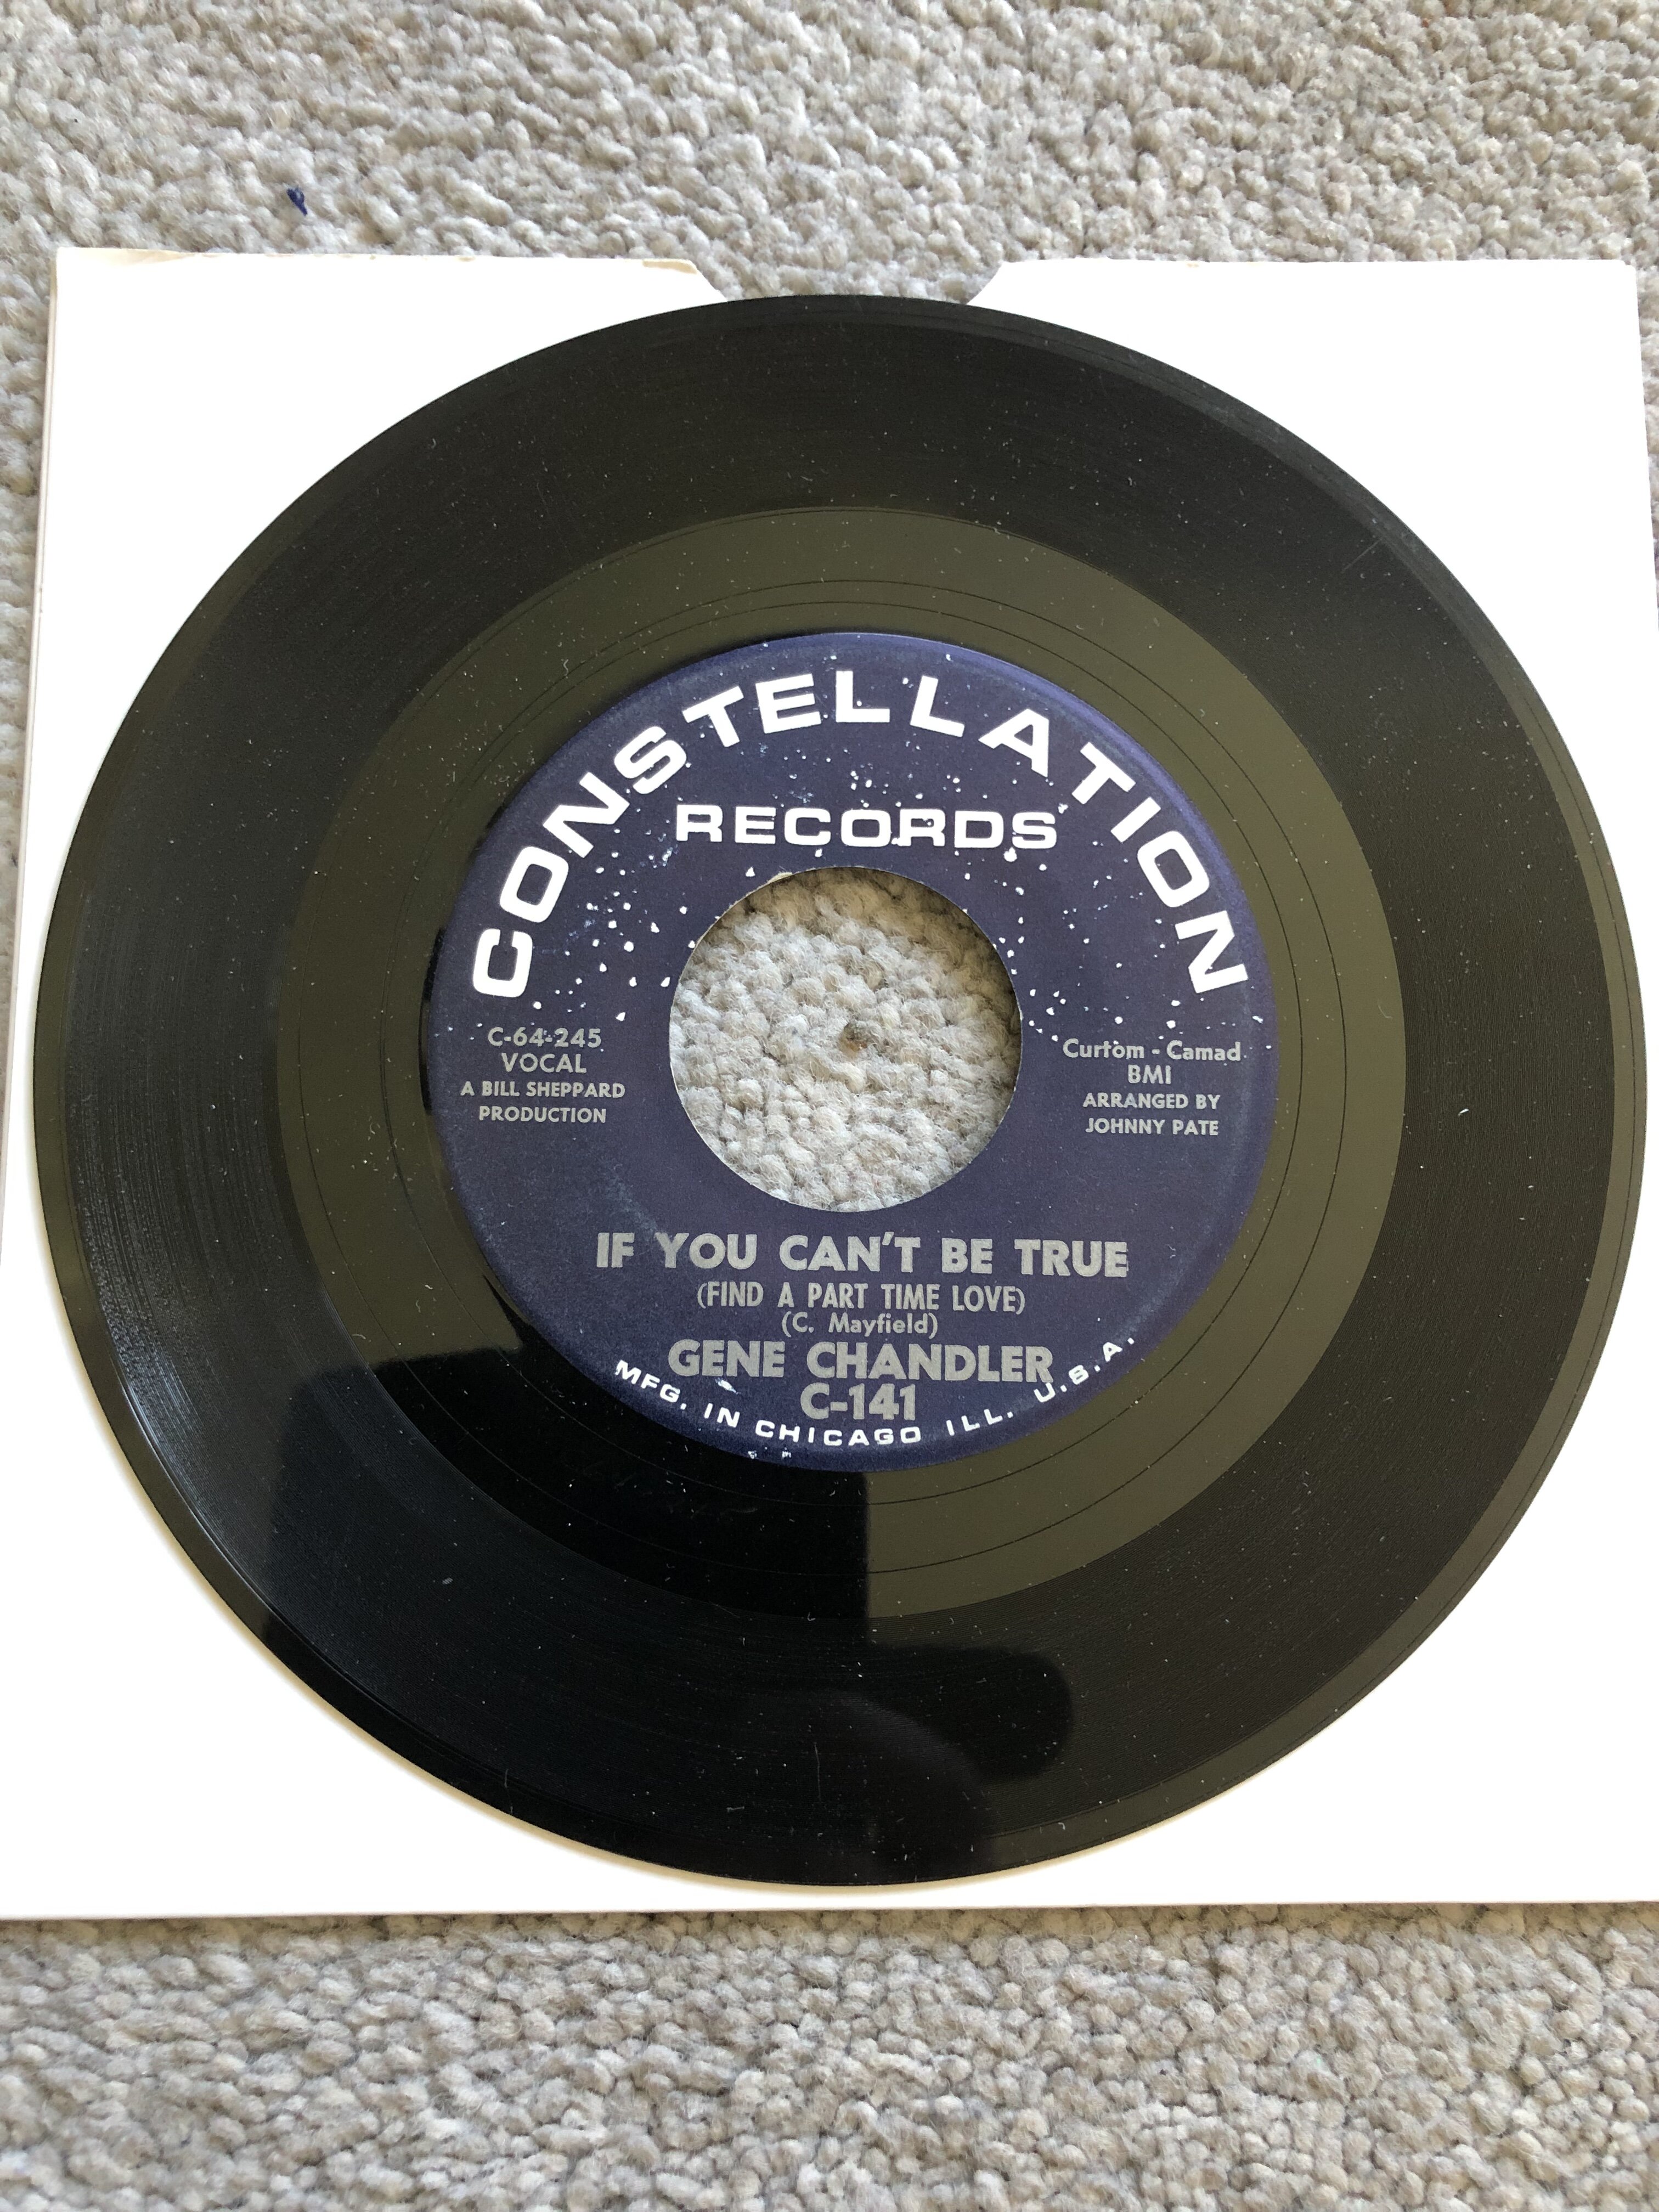 CONSTELLATION
RECORDS
C-64-245
VOCAL
A BILL SHEPPARD
PRODUCTION
Curtom - Camad
BMI
ARRANGED BY
JOHNNY PATE
IF YOU CAN'T BE TRUE
(FIND A PART TIME LOVE)
(C. Mayfield)
GENE CHANDLER
C-141
MFG. IN CHICAGO ILL. U.S.A.